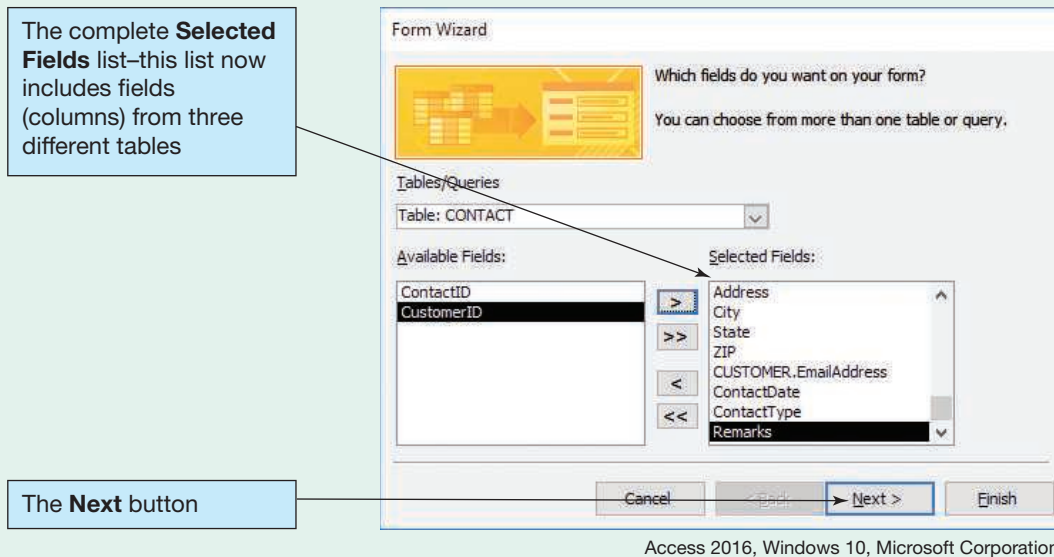 The complete Selected
Fields list–this list now
includes fields
(columns) from three
different tables
Form Wizard
Which fields do you want on your form?
You can choose from more than one table or query.
Tables/Queries
Table: CONTACT
Available Fields:
Selected Fields:
ContactID
CustomerID
>
>>
<
<<
Address
City
State
ZIP
CUSTOMER.EmailAddress
ContactDate
ContactType
Remarks
The Next button
Cancel
< Back
Next >
Finish
Access 2016, Windows 10, Microsoft Corporation